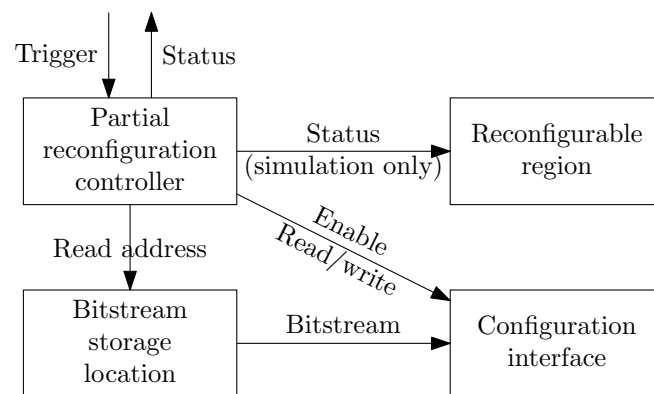 Trigger
Status
Partial
reconfiguration
controller
Status
(simulation only)
Reconfigurable
region
Enable
Read/write
Read address
Bitstream
storage
location
Bitstream
Configuration
interface